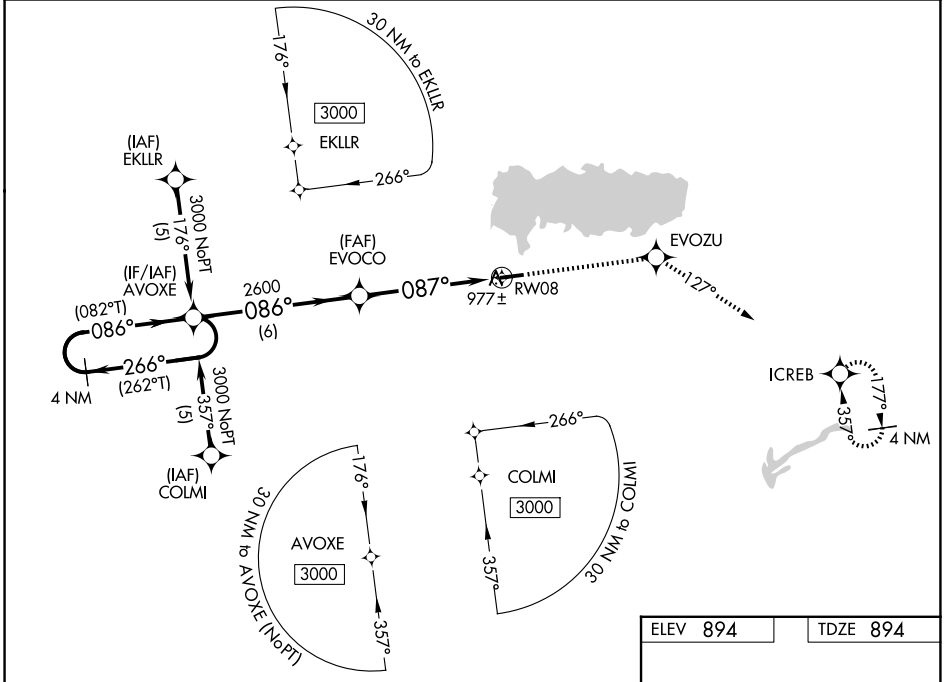 176°
30 NM to EKLLR
3000
EKLLR
266°
(IAF)
EKLLR
3000 NoPT
176°
(5)
(IF/IAF)
AVOXE
(082°T)
086°
266°
(262°T)
4 NM
2600
086°
(6)
(FAF)
EVOCO
087°
RW08
977±
EVOZU
127°
ICREB
177°
357°
4 NM
3000 NoPT
357°
(5)
(IAF)
COLMI
176°
30 NM to AVOXE (NoPT)
AVOXE
3000
357°
266°
COLMI
3000
30 NM to COLMI
357°
ELEV 894
TDZE 894